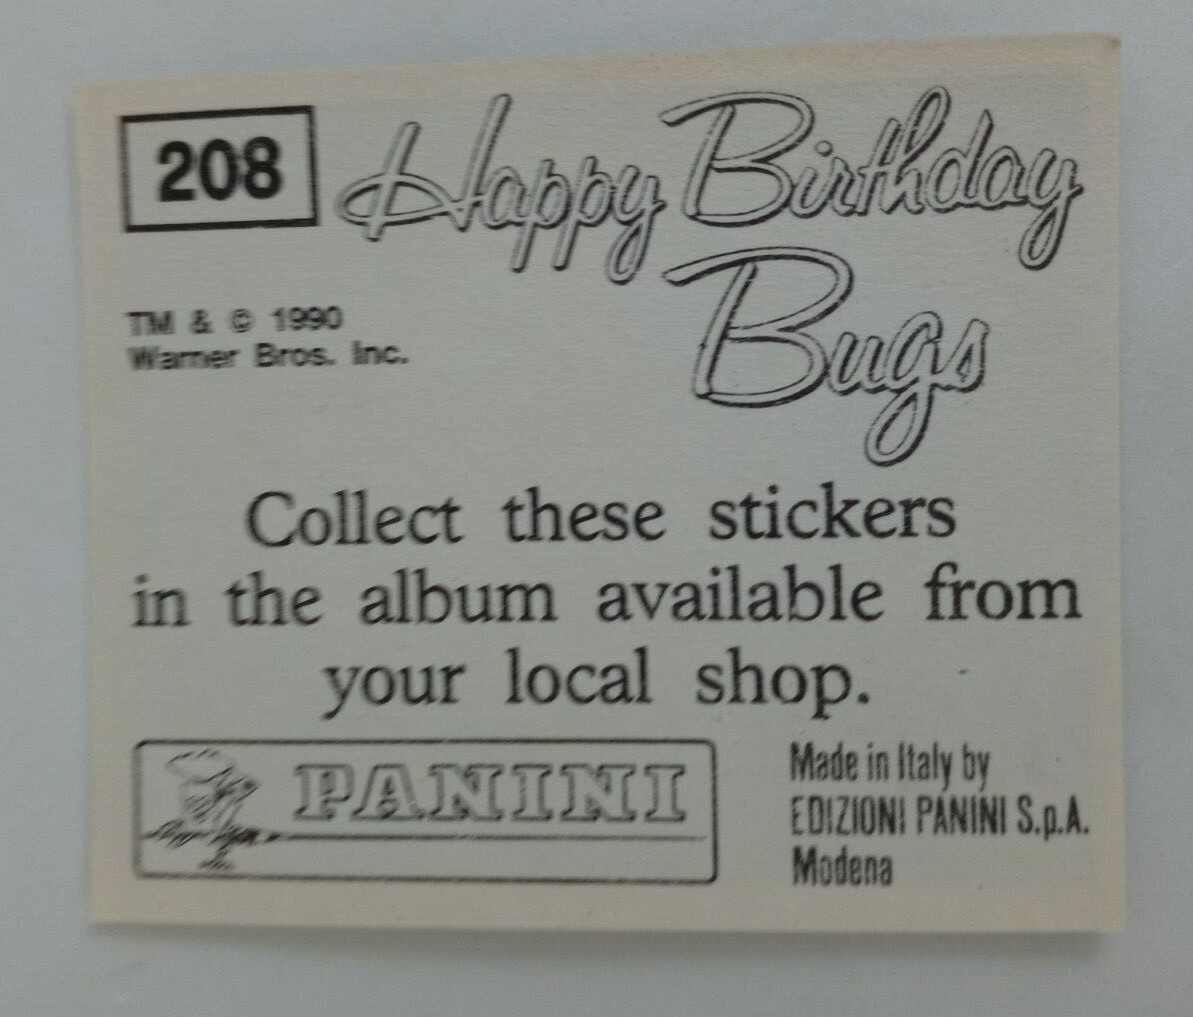 208
Happy Birthday
Bugs
TM & © 1990
Warner Bros. Inc.
Collect these stickers
in the album available from
your local shop.
PANINI
Made in Italy by
EDIZIONI PANINI S.p.A.
Modena